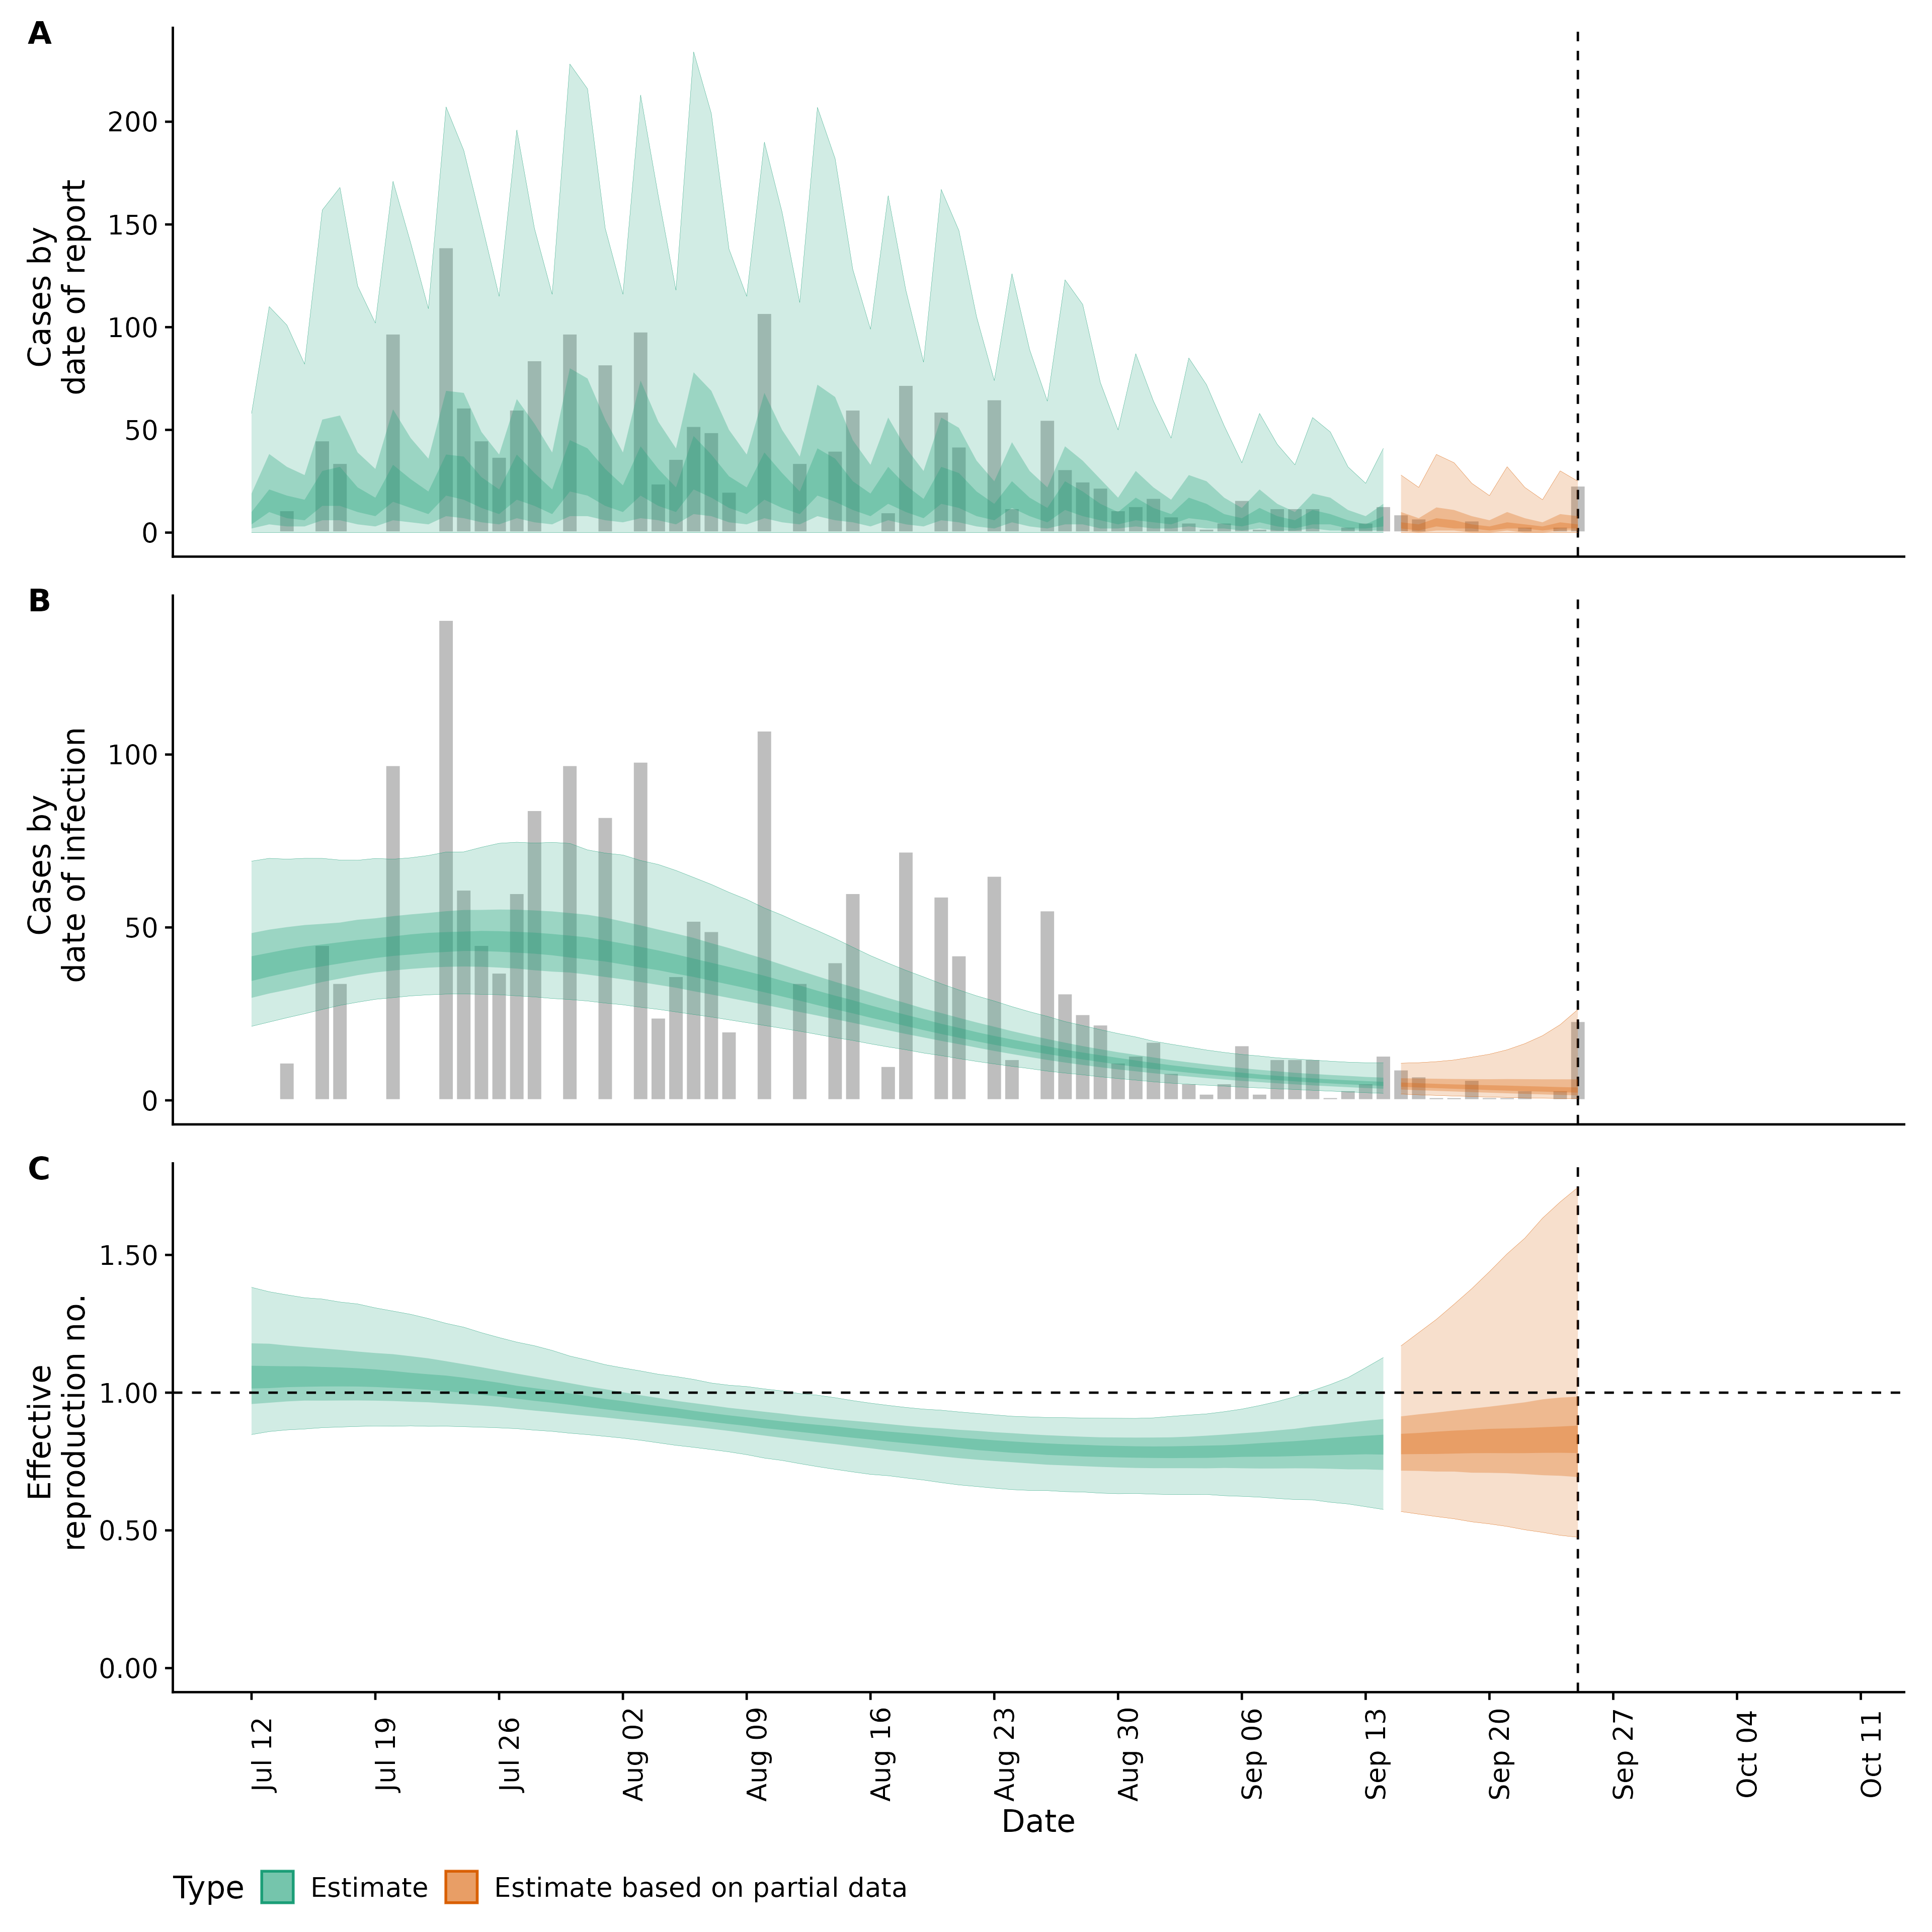 A
Cases by
date of report
200
150
100
50
0
B
Cases by
date of infection
100
50
0
C
Effective
reproduction no.
1.50
1.00
0.50
0.00
Jul 12
Jul 19
Jul 26
Aug 02
Aug 09
Aug 16
Aug 23
Aug 30
Sep 06
Sep 13
Sep 20
Sep 27
Oct 04
Oct 11
Date
Type Estimate Estimate based on partial data